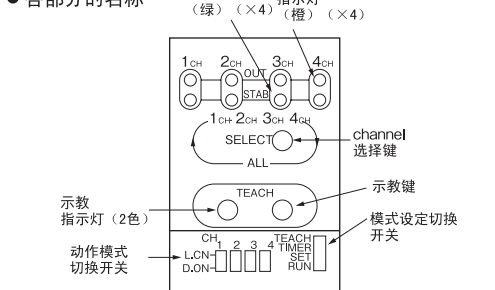 ●各部分的名称
指示灯
（绿）（×4）
（橙）（×4）
1CH 2CH 3CH 4CH
OUT
STAB
1CH 2CH 3CH 4CH
SELECT
ALL
channel
选择键
TEACH
示教
指示灯（2色）
示教键
模式设定切换
开关
动作模式
切换开关
CH
1 2 3 4
L.ON
D.ON
TEACH
TIMER
SET
RUN